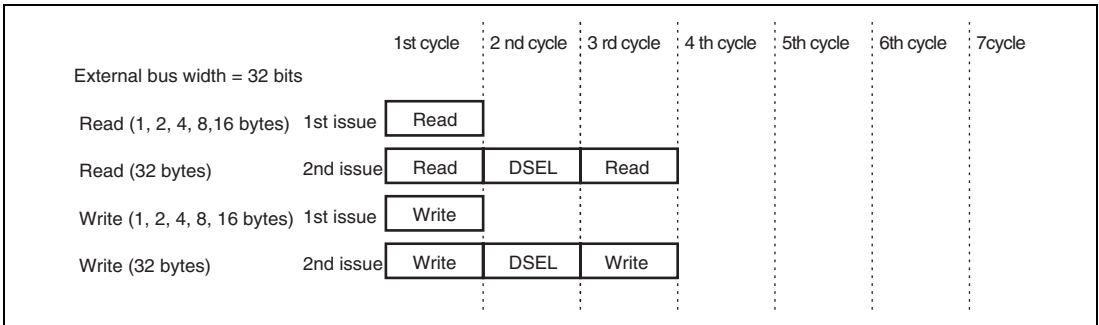 1st cycle 2 nd cycle 3 rd cycle 4 th cycle 5th cycle 6th cycle 7cycle
External bus width = 32 bits
Read (1, 2, 4, 8,16 bytes) 1st issue Read
Read (32 bytes) 2nd issue Read DSEL Read
Write (1, 2, 4, 8, 16 bytes) 1st issue Write
Write (32 bytes) 2nd issue Write DSEL Write